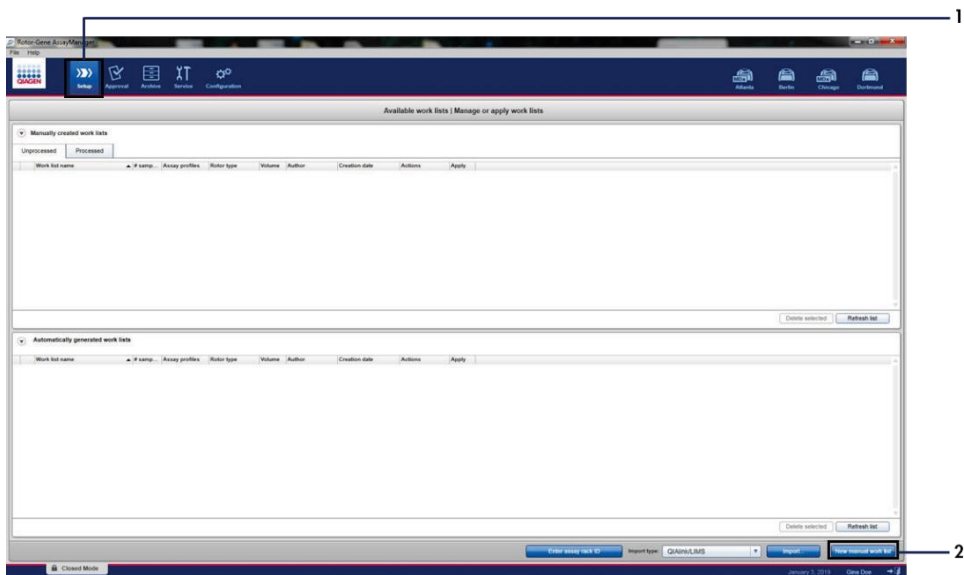 1
Rotor-Gene AssayManager
File Help
QIAGEN
Setup Approval Archive Service Configuration
Atlanta Berlin Chicago Dortmund
Available work lists | Manage or apply work lists
Manually created work lists
Unprocessed Processed
Work list name # samp... Assay profiles Rotor type Volume Author Creation date Actions Apply
Delete selected Refresh list
Automatically generated work lists
Work list name # samp... Assay profiles Rotor type Volume Author Creation date Actions Apply
Delete selected Refresh list
Enter assay rack ID Import type: QIAlink/LIMS Import... New manual work list
2
Closed Mode January 3, 2019 Gina Doe